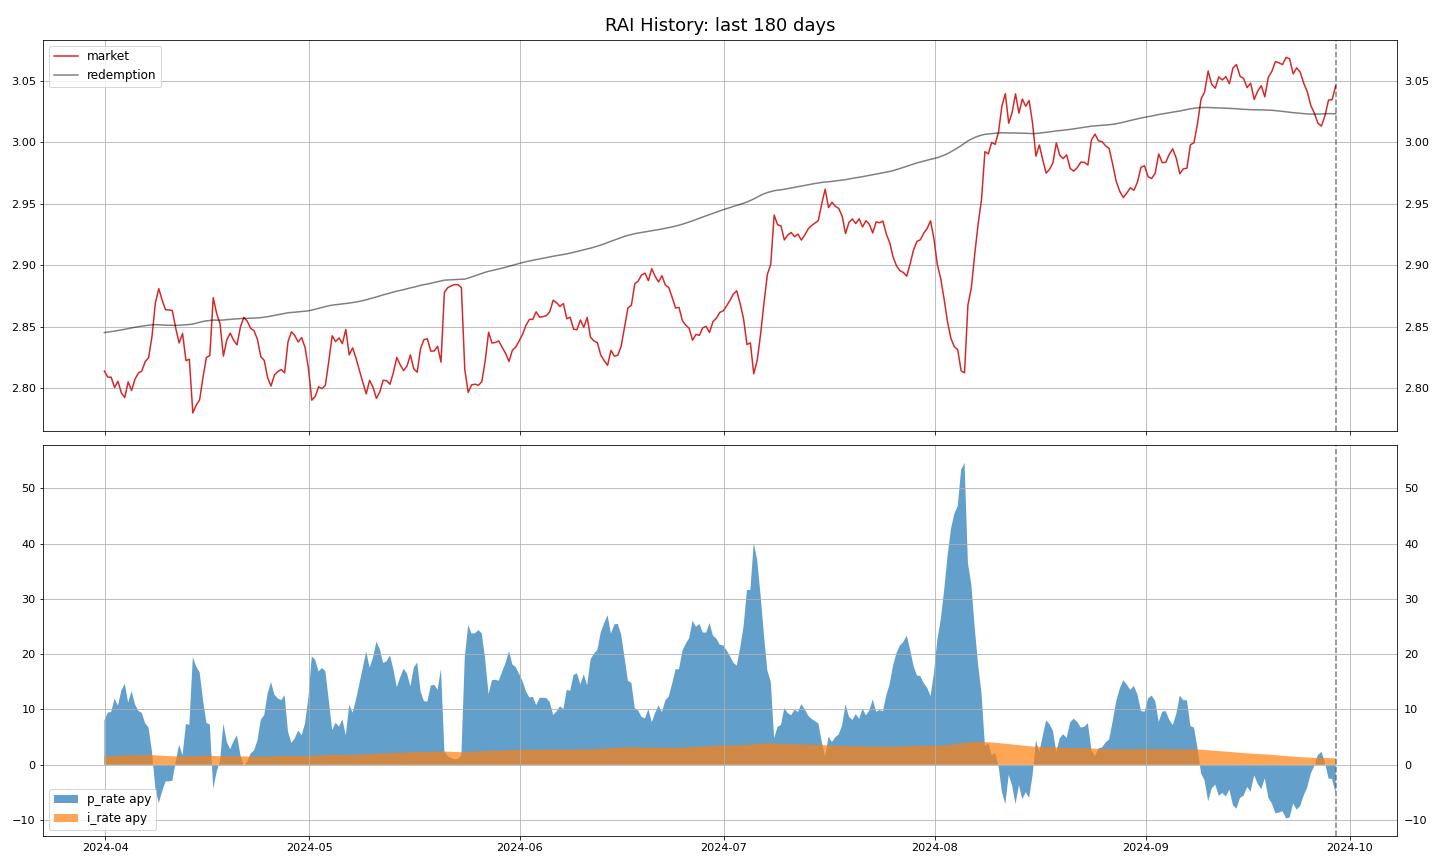 RAI History: last 180 days
market
redemption
3.05 3.05
3.00 3.00
2.95 2.95
2.90 2.90
2.85 2.85
2.80 2.80
50 50
40 40
30 30
20 20
10 10
0 0
−10 −10
p_rate apy
i_rate apy
2024-04 2024-05 2024-06 2024-07 2024-08 2024-09 2024-10